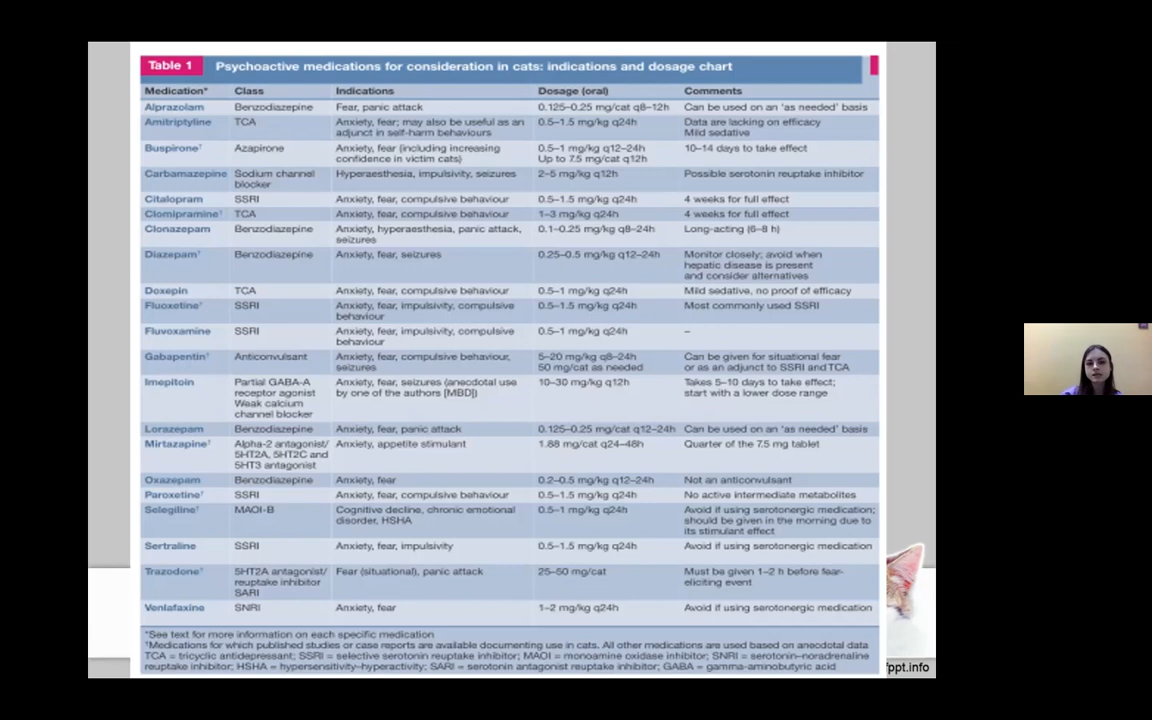 Table 1 Psychoactive medications for consideration in cats: indications and dosage chart
Medication* Class Indications Dosage (oral) Comments
Alprazolam Benzodiazepine Fear, panic attack 0.125–0.25 mg/cat q8–12h Can be used on an 'as needed' basis
Amitriptyline TCA Anxiety, fear; may also be useful as an 0.5–1.5 mg/kg q24h Data are lacking on efficacy
adjunct in self-harm behaviours Mild sedative
Buspirone† Azapirone Anxiety, fear (including increasing 0.5–1 mg/kg q12–24h 10–14 days to take effect
confidence in victim cats) Up to 7.5 mg/cat q12h
Carbamazepine Sodium channel Hyperaesthesia, impulsivity, seizures 2–5 mg/kg q12h Possible serotonin reuptake inhibitor
blocker
Citalopram SSRI Anxiety, fear, compulsive behaviour 0.5–1.5 mg/kg q24h 4 weeks for full effect
Clomipramine† TCA Anxiety, fear, compulsive behaviour 1–3 mg/kg q24h 4 weeks for full effect
Clonazepam Benzodiazepine Anxiety, hyperaesthesia, panic attack, 0.1–0.25 mg/kg q8–24h Long-acting (6–8 h)
seizures
Diazepam† Benzodiazepine Anxiety, fear, seizures 0.25–0.5 mg/kg q12–24h Monitor closely; avoid when
hepatic disease is present
and consider alternatives
Doxepin TCA Anxiety, fear, compulsive behaviour 0.5–1 mg/kg q24h Mild sedative, no proof of efficacy
Fluoxetine† SSRI Anxiety, fear, impulsivity, compulsive 0.5–1.5 mg/kg q24h Most commonly used SSRI
behaviour
Fluvoxamine SSRI Anxiety, fear, impulsivity, compulsive 0.5–1 mg/kg q24h –
behaviour
Gabapentin† Anticonvulsant Anxiety, fear, compulsive behaviour, 5–20 mg/kg q8–24h Can be given for situational fear
seizures 50 mg/cat as needed or as an adjunct to SSRI and TCA
Imepitoin Partial GABA-A Anxiety, fear, seizures (anecdotal use 10–30 mg/kg q12h Takes 5–10 days to take effect;
receptor agonist by one of the authors [MBD]) start with a lower dose range
Weak calcium
channel blocker
Lorazepam Benzodiazepine Anxiety, fear, panic attack 0.125–0.25 mg/cat q12–24h Can be used on an 'as needed' basis
Mirtazapine† Alpha-2 antagonist/ Anxiety, appetite stimulant 1.88 mg/cat q24–48h Quarter of the 7.5 mg tablet
5HT2A, 5HT2C and
5HT3 antagonist
Oxazepam Benzodiazepine Anxiety, fear 0.2–0.5 mg/kg q12–24h Not an anticonvulsant
Paroxetine† SSRI Anxiety, fear, compulsive behaviour 0.5–1.5 mg/kg q24h No active intermediate metabolites
Selegiline† MAOI-B Cognitive decline, chronic emotional 0.5–1 mg/kg q24h Avoid if using serotonergic medication;
disorder, HSHA should be given in the morning due to
its stimulant effect
Sertraline SSRI Anxiety, fear, impulsivity 0.5–1.5 mg/kg q24h Avoid if using serotonergic medication
Trazodone† 5HT2A antagonist/ Fear (situational), panic attack 25–50 mg/cat Must be given 1–2 h before fear-
reuptake inhibitor eliciting event
SARI
Venlafaxine SNRI Anxiety, fear 1–2 mg/kg q24h Avoid if using serotonergic medication
*See text for more information on each specific medication
†Medications for which published studies or case reports are available documenting use in cats. All other medications are used based on anecdotal data
TCA = tricyclic antidepressant; SSRI = selective serotonin reuptake inhibitor; MAOI = monoamine oxidase inhibitor; SNRI = serotonin–noradrenaline
reuptake inhibitor; HSHA = hypersensitivity–hyperactivity; SARI = serotonin antagonist reuptake inhibitor; GABA = gamma-aminobutyric acid
fppt.info